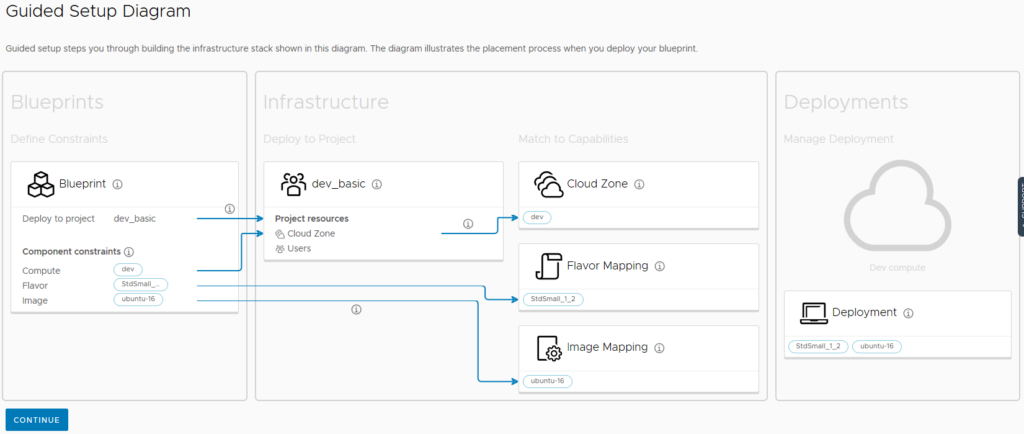 Guided Setup Diagram
Guided setup steps you through building the infrastructure stack shown in this diagram. The diagram illustrates the placement process when you deploy your blueprint.
Blueprints
Define Constraints
Blueprint
Deploy to project dev_basic
Component constraints
Compute dev
Flavor StdSmall_...
Image ubuntu-16
Infrastructure
Deploy to Project
dev_basic
Project resources
Cloud Zone
Users
Match to Capabilities
Cloud Zone
dev
Flavor Mapping
StdSmall_1_2
Image Mapping
ubuntu-16
Deployments
Manage Deployment
Dev compute
Deployment
StdSmall_1_2 ubuntu-16
CONTINUE